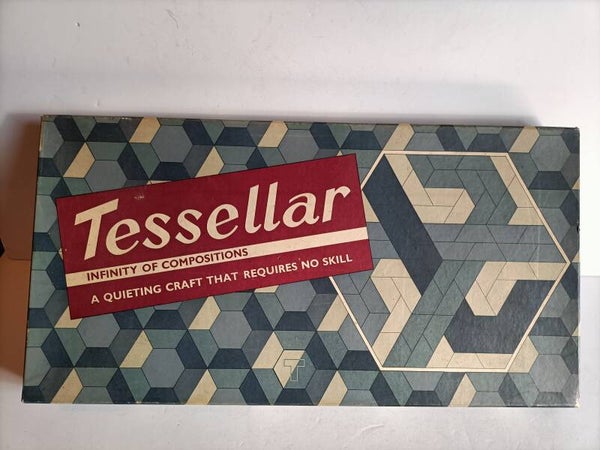 Tessellar
INFINITY OF COMPOSITIONS
A QUIETING CRAFT THAT REQUIRES NO SKILL
T